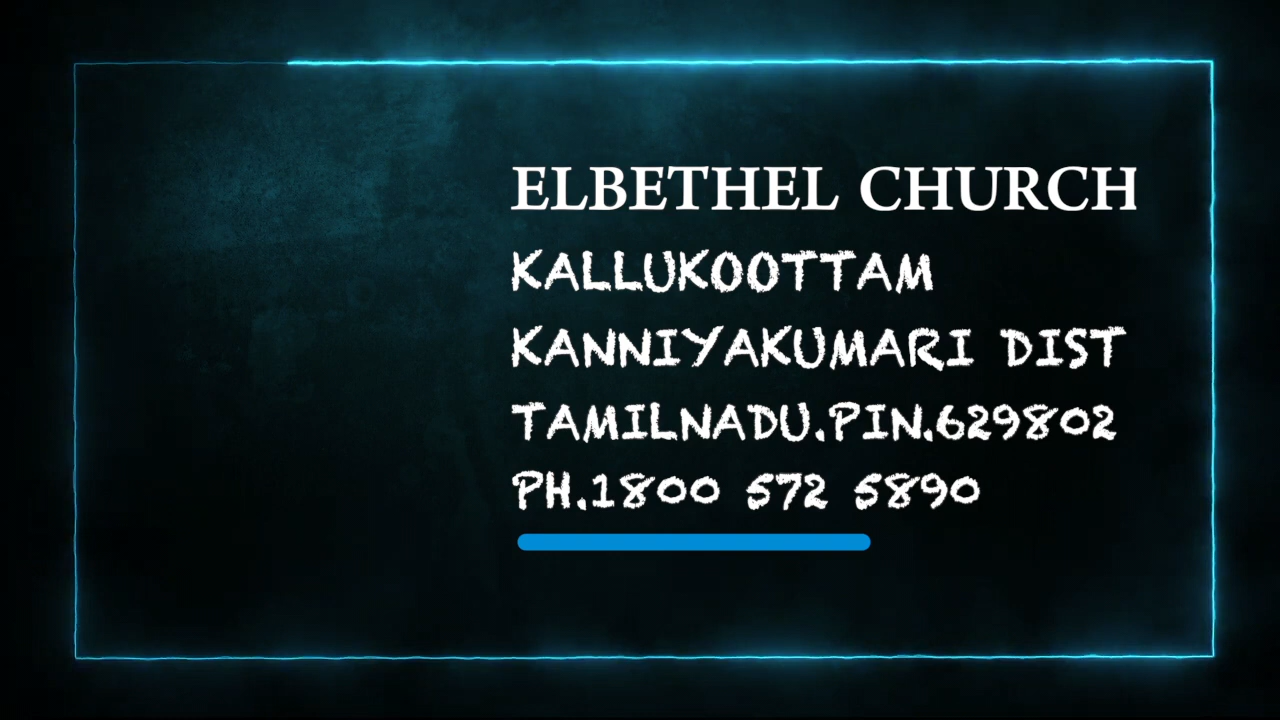 ELBETHEL CHURCH
KALLUKOOTTAM
KANNIYAKUMARI DIST
TAMILNADU.PIN.629802
PH.1800 572 5890